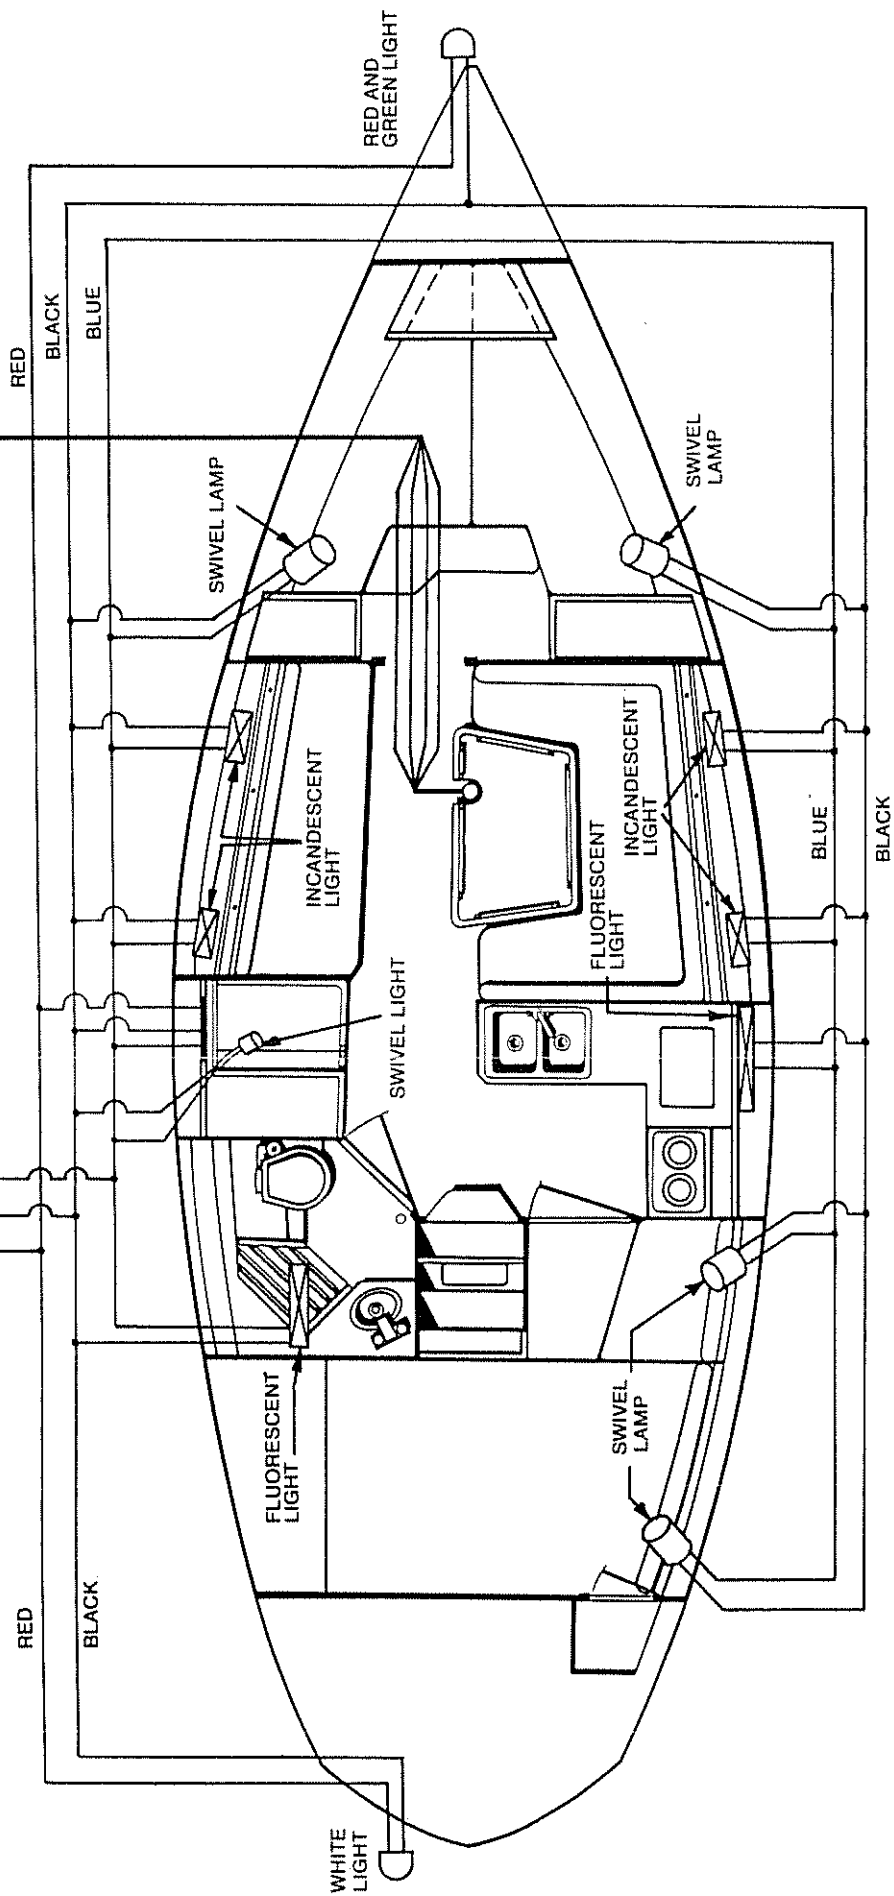 RED AND
GREEN LIGHT
RED
BLACK
BLUE
SWIVEL LAMP
SWIVEL
LAMP
INCANDESCENT
LIGHT
INCANDESCENT
LIGHT
FLUORESCENT
LIGHT
BLUE
BLACK
SWIVEL LIGHT
FLUORESCENT
LIGHT
SWIVEL
LAMP
RED
BLACK
WHITE
LIGHT